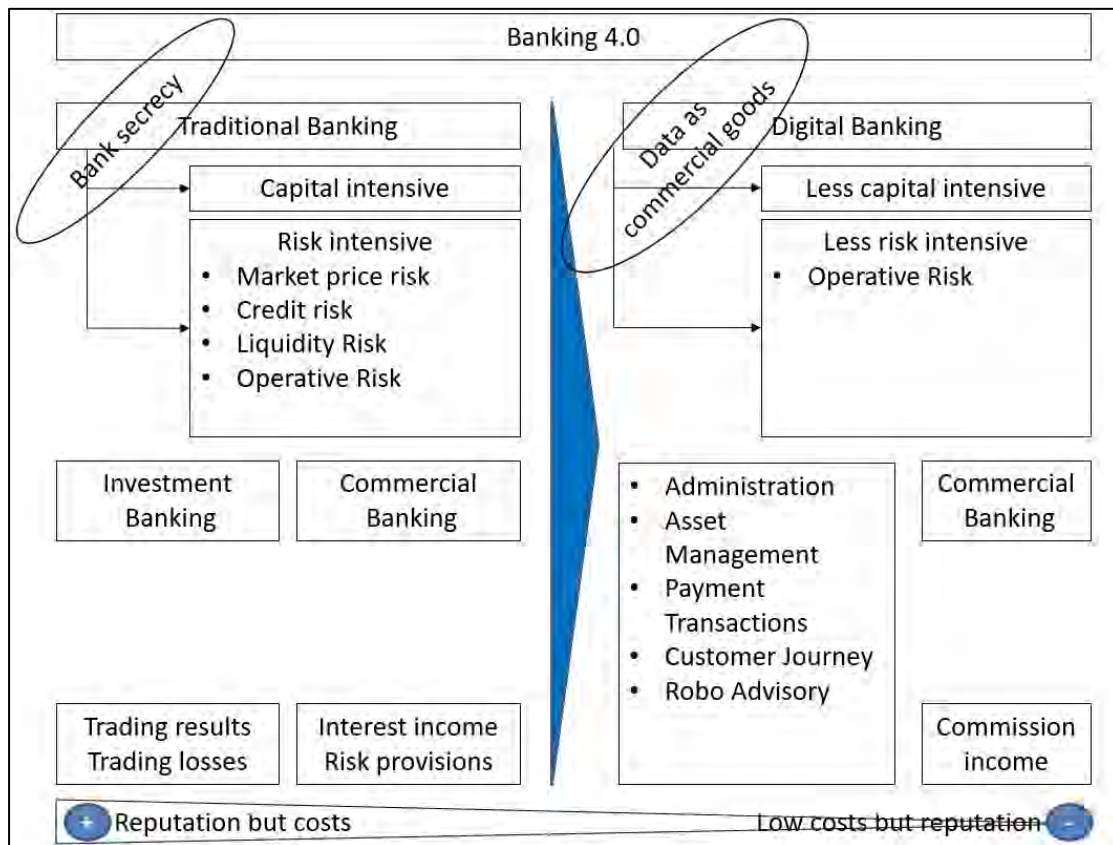 Banking 4.0
Bank secrecy
Traditional Banking
Capital intensive
Risk intensive
• Market price risk
• Credit risk
• Liquidity Risk
• Operative Risk
Investment
Banking
Commercial
Banking
Trading results
Trading losses
Interest income
Risk provisions
Data as
commercial goods
Digital Banking
Less capital intensive
Less risk intensive
• Operative Risk
• Administration
• Asset
Management
• Payment
Transactions
• Customer Journey
• Robo Advisory
Commercial
Banking
Commission
income
+ Reputation but costs
Low costs but reputation -